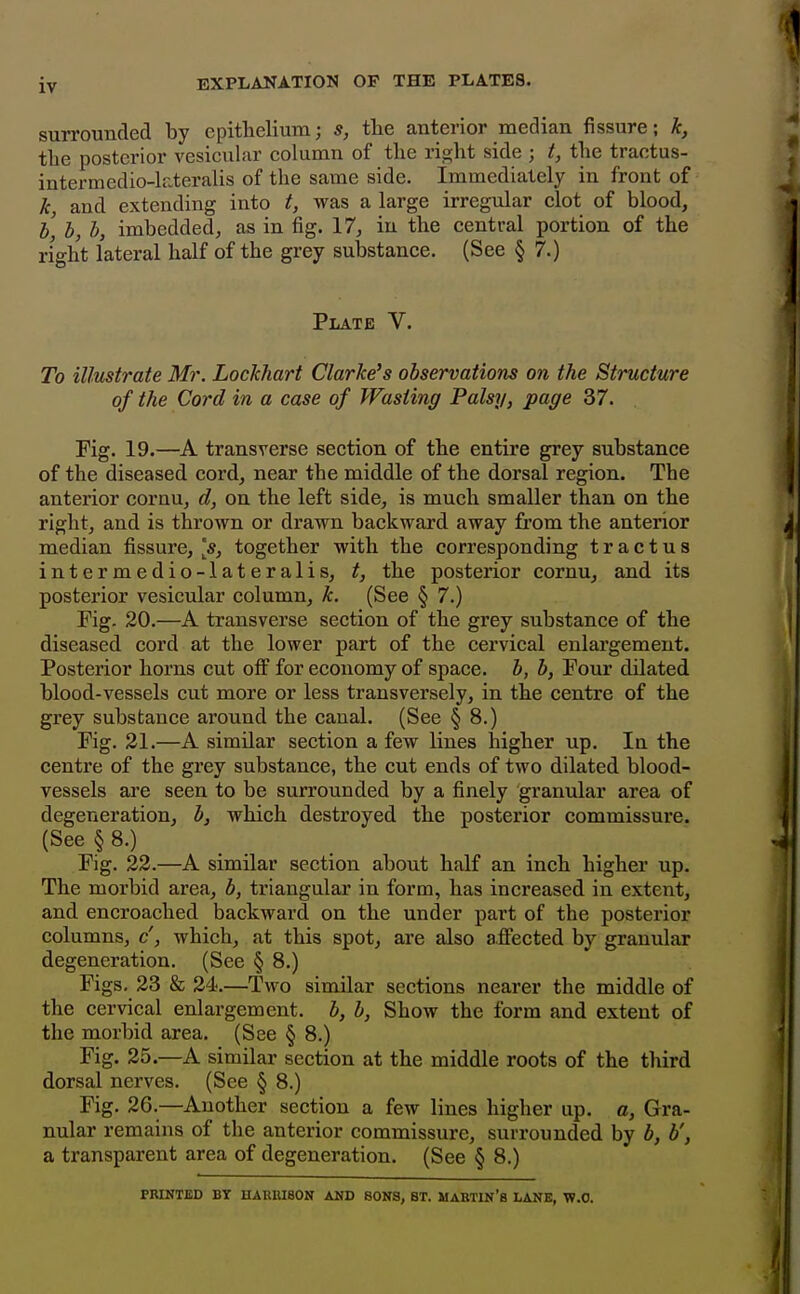 iv EXPLANATION OF THE PLATES.
surrounded by epithelium; s, the anterior median fissure; k,
the posterior vesicular column of the right side ; t, the tractus-
intermedio-lateralis of the same side. Immediately in front of
k, and extending into t, was a large irregular clot of blood,
b, b, b, imbedded, as in fig. 17, in the central portion of the
right lateral half of the grey substance. (See § 7.)
PLATE V.
To illustrate Mr. Lockhart Clarke's observations on the Structure
of the Cord in a case of Wasting Palsy, page 37.
Fig. 19.—A transverse section of the entire grey substance
of the diseased cord, near the middle of the dorsal region. The
anterior cornu, d, on the left side, is much smaller than on the
right, and is thrown or drawn backward away from the anterior
median fissure, [s, together with the corresponding tractus
intermedio-lateralis, t, the posterior cornu, and its
posterior vesicular column, k. (See § 7.)
Fig. 20.—A transverse section of the grey substance of the
diseased cord at the lower part of the cervical enlargement.
Posterior horns cut off for economy of space. b, b, Four dilated
blood-vessels cut more or less transversely, in the centre of the
grey substance around the canal. (See § 8.)
Fig. 21.—A similar section a few lines higher up. In the
centre of the grey substance, the cut ends of two dilated blood-
vessels are seen to be surrounded by a finely granular area of
degeneration, b, which destroyed the posterior commissure.
(See § 8.)
Fig. 22.—A similar section about half an inch higher up.
The morbid area, b, triangular in form, has increased in extent,
and encroached backward on the under part of the posterior
columns, c', which, at this spot, are also affected by granular
degeneration. (See § 8.)
Figs. 23 & 24.—Two similar sections nearer the middle of
the cervical enlargement. b, b, Show the form and extent of
the morbid area. (See § 8.)
Fig. 25.—A similar section at the middle roots of the third
dorsal nerves. (See § 8.)
Fig. 26.—Another section a few lines higher up. a, Gra-
nular remains of the anterior commissure, surrounded by b, b',
a transparent area of degeneration. (See § 8.)
PRINTED BY HARRISON AND SONS, ST. MARTIN'S LANE, W.C.